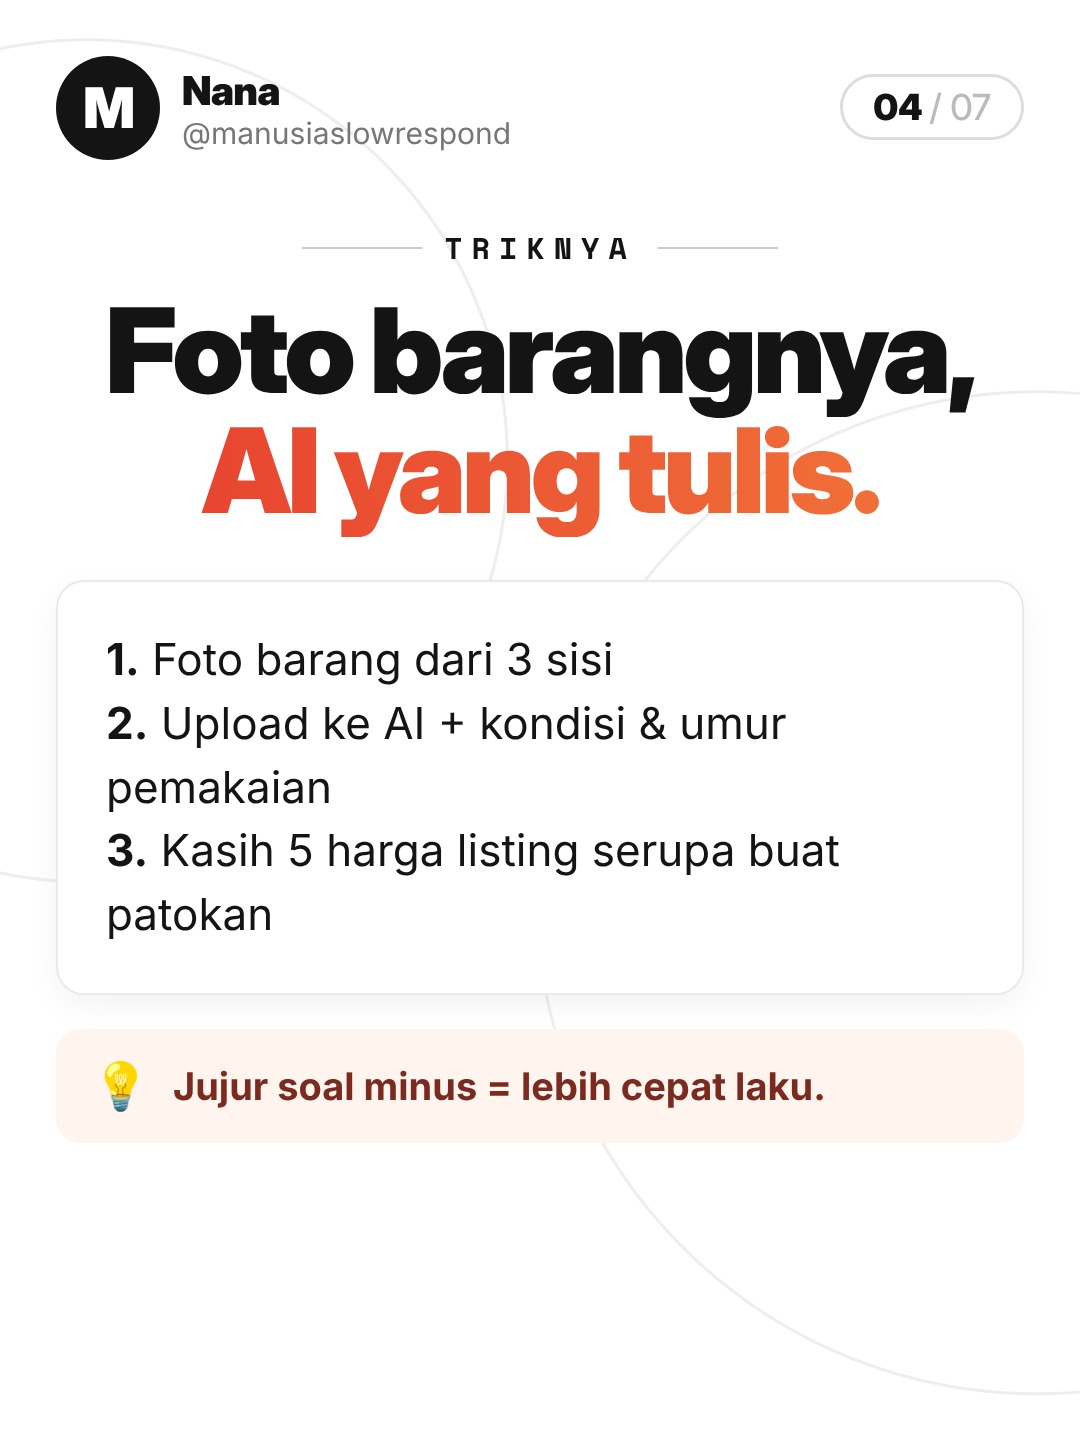 M
Nana
@manusiaslowrespond
04 / 07
TRIKNYA
Foto barangnya,
AI yang tulis.
1. Foto barang dari 3 sisi
2. Upload ke AI + kondisi & umur
pemakaian
3. Kasih 5 harga listing serupa buat
patokan
💡 Jujur soal minus = lebih cepat laku.